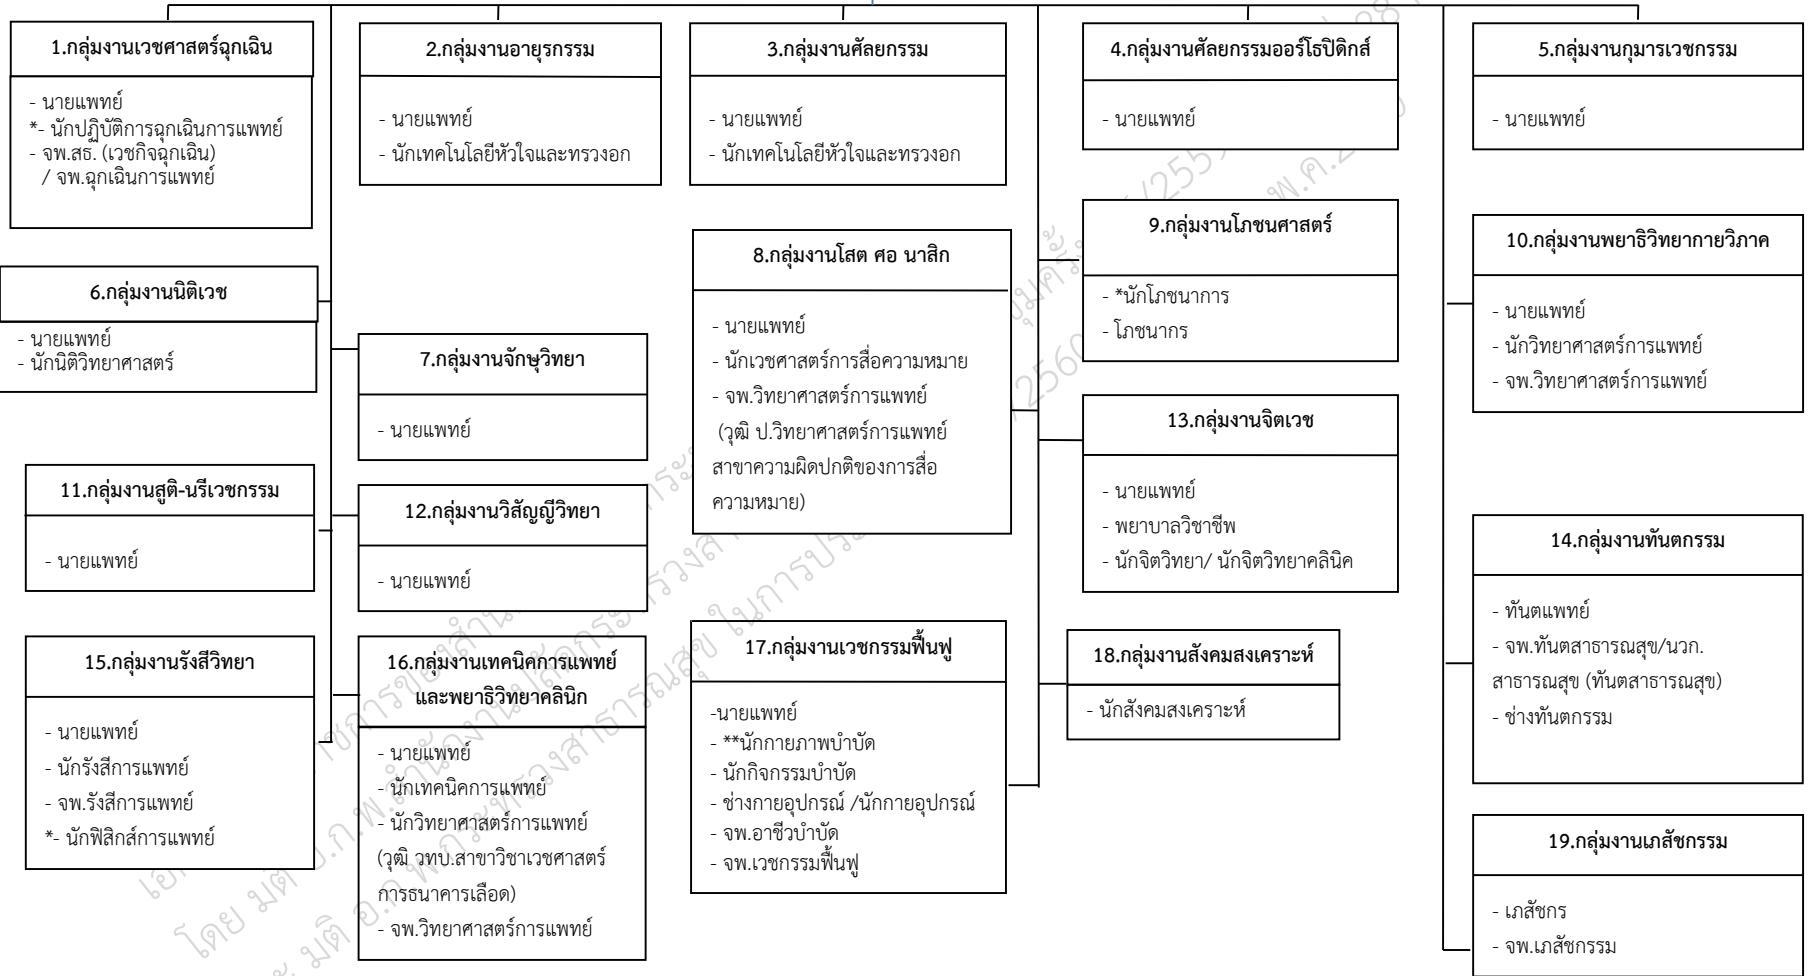 1.กลุ่มงานเวชศาสตร์ฉุกเฉิน
- นายแพทย์
*- นักปฏิบัติการฉุกเฉินการแพทย์
- จพ.สธ. (เวชกิจฉุกเฉิน)
/ จพ.ฉุกเฉินการแพทย์
2.กลุ่มงานอายุรกรรม
- นายแพทย์
- นักเทคโนโลยีหัวใจและทรวงอก
3.กลุ่มงานศัลยกรรม
- นายแพทย์
- นักเทคโนโลยีหัวใจและทรวงอก
4.กลุ่มงานศัลยกรรมออร์โธปิดิกส์
- นายแพทย์
5.กลุ่มงานกุมารเวชกรรม
- นายแพทย์
6.กลุ่มงานนิติเวช
- นายแพทย์
- นักนิติวิทยาศาสตร์
7.กลุ่มงานจักษุวิทยา
- นายแพทย์
8.กลุ่มงานโสต ศอ นาสิก
- นายแพทย์
- นักเวชศาสตร์การสื่อความหมาย
- จพ.วิทยาศาสตร์การแพทย์
(วุฒิ ป.วิทยาศาสตร์การแพทย์
สาขาความผิดปกติของการสื่อ
ความหมาย)
9.กลุ่มงานโภชนศาสตร์
- *นักโภชนาการ
- โภชนากร
10.กลุ่มงานพยาธิวิทยากายวิภาค
- นายแพทย์
- นักวิทยาศาสตร์การแพทย์
- จพ.วิทยาศาสตร์การแพทย์
11.กลุ่มงานสูติ-นรีเวชกรรม
- นายแพทย์
12.กลุ่มงานวิสัญญีวิทยา
- นายแพทย์
13.กลุ่มงานจิตเวช
- นายแพทย์
- พยาบาลวิชาชีพ
- นักจิตวิทยา/ นักจิตวิทยาคลินิค
14.กลุ่มงานทันตกรรม
- ทันตแพทย์
- จพ.ทันตสาธารณสุข/นวก.
สาธารณสุข (ทันตสาธารณสุข)
- ช่างทันตกรรม
15.กลุ่มงานรังสีวิทยา
- นายแพทย์
- นักรังสีการแพทย์
- จพ.รังสีการแพทย์
*- นักฟิสิกส์การแพทย์
16.กลุ่มงานเทคนิคการแพทย์
และพยาธิวิทยาคลินิก
- นายแพทย์
- นักเทคนิคการแพทย์
- นักวิทยาศาสตร์การแพทย์
(วุฒิ วทบ.สาขาวิชาเวชศาสตร์
การธนาคารเลือด)
- จพ.วิทยาศาสตร์การแพทย์
17.กลุ่มงานเวชกรรมฟื้นฟู
-นายแพทย์
- **นักกายภาพบำบัด
- นักกิจกรรมบำบัด
- ช่างกายอุปกรณ์ /นักกายอุปกรณ์
- จพ.อาชีวบำบัด
- จพ.เวชกรรมฟื้นฟู
18.กลุ่มงานสังคมสงเคราะห์
- นักสังคมสงเคราะห์
19.กลุ่มงานเภสัชกรรม
- เภสัชกร
- จพ.เภสัชกรรม